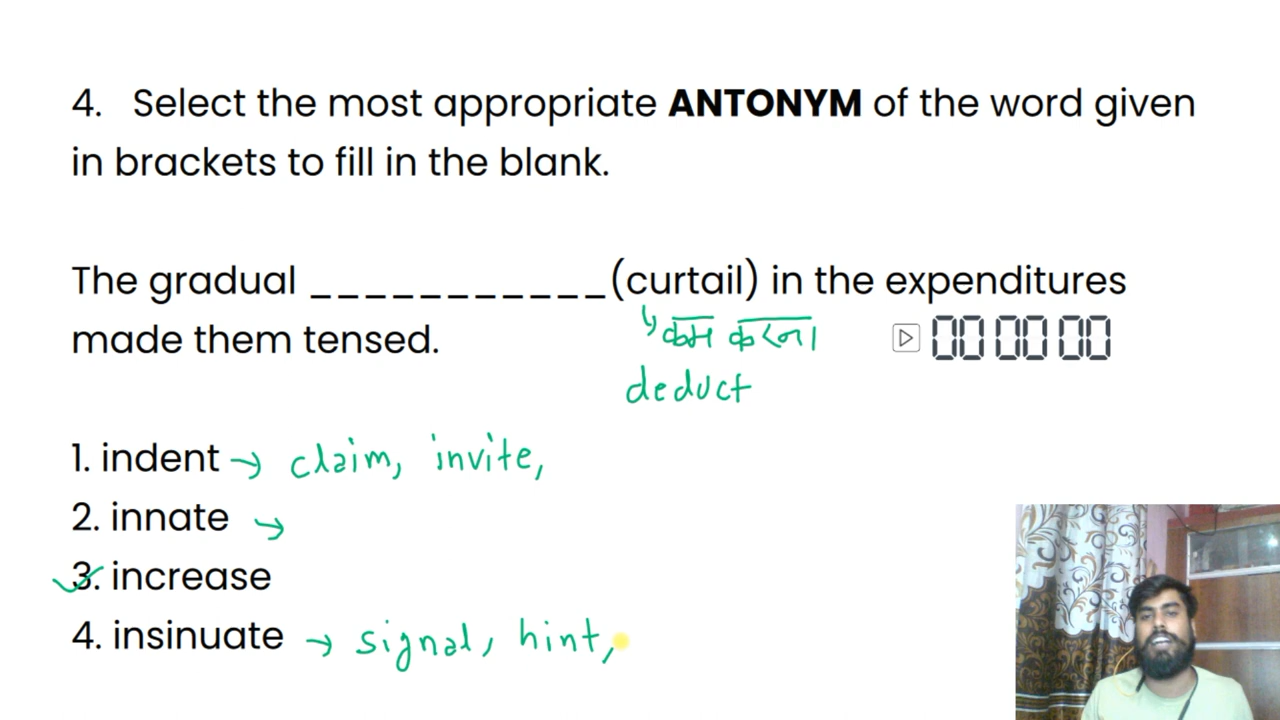 4. Select the most appropriate ANTONYM of the word given
in brackets to fill in the blank.
The gradual ___________(curtail) in the expenditures
made them tensed.
कम करना
deduct
00 00 00
1. indent → claim, invite,
2. innate →
3. increase
4. insinuate → signal, hint,